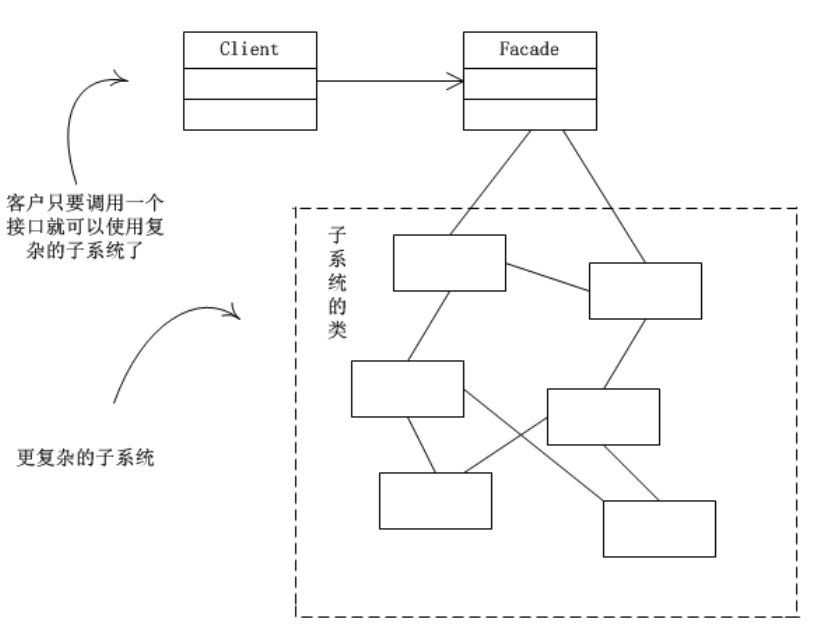 Client
Facade
客户只要调用一个
接口就可以使用复
杂的子系统了
子系统的类
更复杂的子系统